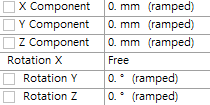 X Component 0. mm (ramped)
Y Component 0. mm (ramped)
Z Component 0. mm (ramped)
Rotation X Free
Rotation Y 0. ° (ramped)
Rotation Z 0. ° (ramped)